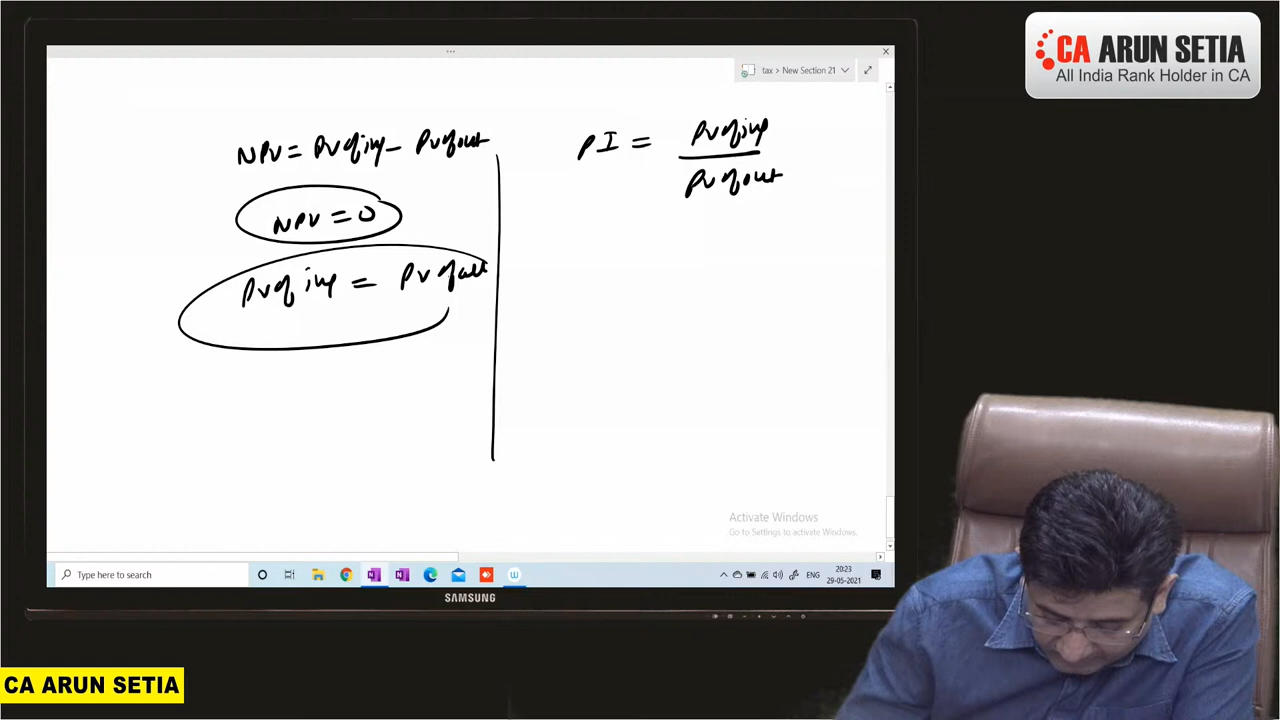 CA ARUN SETIA
All India Rank Holder in CA
tax > New Section 21
NPV = PV of inf - PV of out
NPV = 0
PV of inf = PV of out
PI = PV of inf
PV of out
Activate Windows
Go to Settings to activate Windows.
Type here to search
ENG
20:23
29-05-2021
SAMSUNG
CA ARUN SETIA